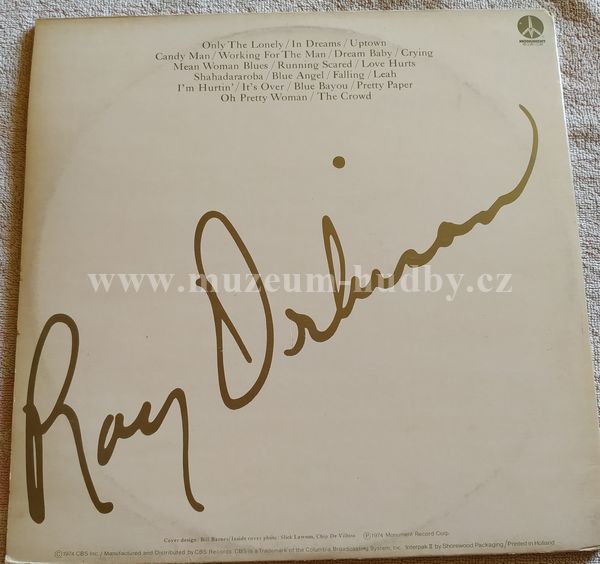 MONUMENT
Only The Lonely / In Dreams / Uptown
Candy Man / Working For The Man / Dream Baby / Crying
Mean Woman Blues / Running Scared / Love Hurts
Shahadararoba / Blue Angel / Falling / Leah
I'm Hurtin' / It's Over / Blue Bayou / Pretty Paper
Oh Pretty Woman / The Crowd
www.muzeum-hudby.cz
Roy Orbison
Cover design : Bill Barnes / Inside cover photo : Slick Lawson, Chip De Vilbiss Ⓟ 1974 Monument Record Corp.
© 1974 CBS Inc. / Manufactured and Distributed by CBS Records CBS is a Trademark of the Columbia Broadcasting System, Inc. Interpak II by Shorewood Packaging / Printed in Holland